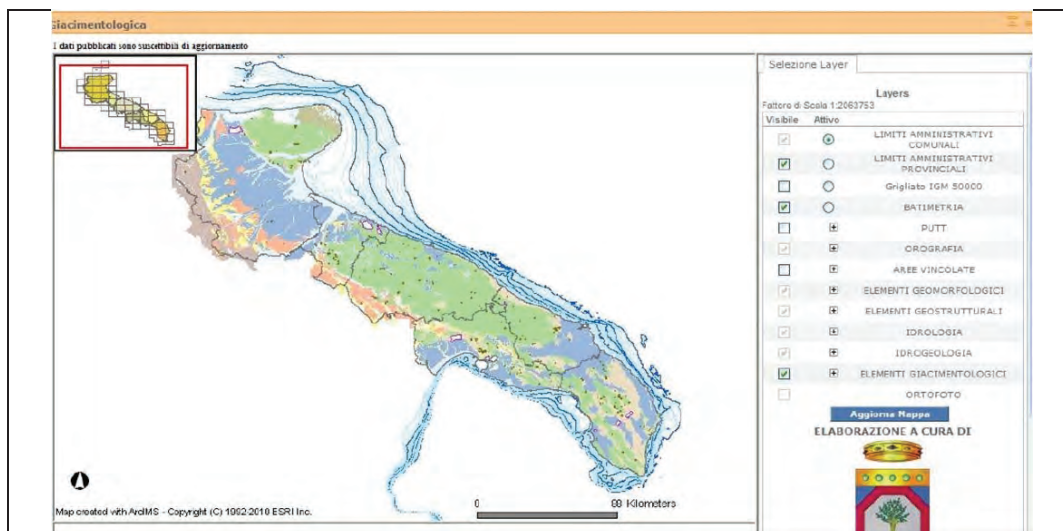 Giacimentologica
I dati pubblicati sono suscettibili di aggiornamento
Map created with ArcIMS - Copyright (C) 1992-2010 ESRI Inc.
0 88 Kilometers
Selezione Layer
Layers
Fattore di Scala 1:2063753
Visibile Attivo
LIMITI AMMINISTRATIVI
COMUNALI
LIMITI AMMINISTRATIVI
PROVINCIALI
Grigliato IGM 50000
BATIMETRIA
PUTT
OROGRAFIA
AREE VINCOLATE
ELEMENTI GEOMORFOLOGICI
ELEMENTI GEOSTRUTTURALI
IDROLOGIA
IDROGEOLOGIA
ELEMENTI GIACIMENTOLOGICI
ORTOFOTO
Aggiorna Mappa
ELABORAZIONE A CURA DI